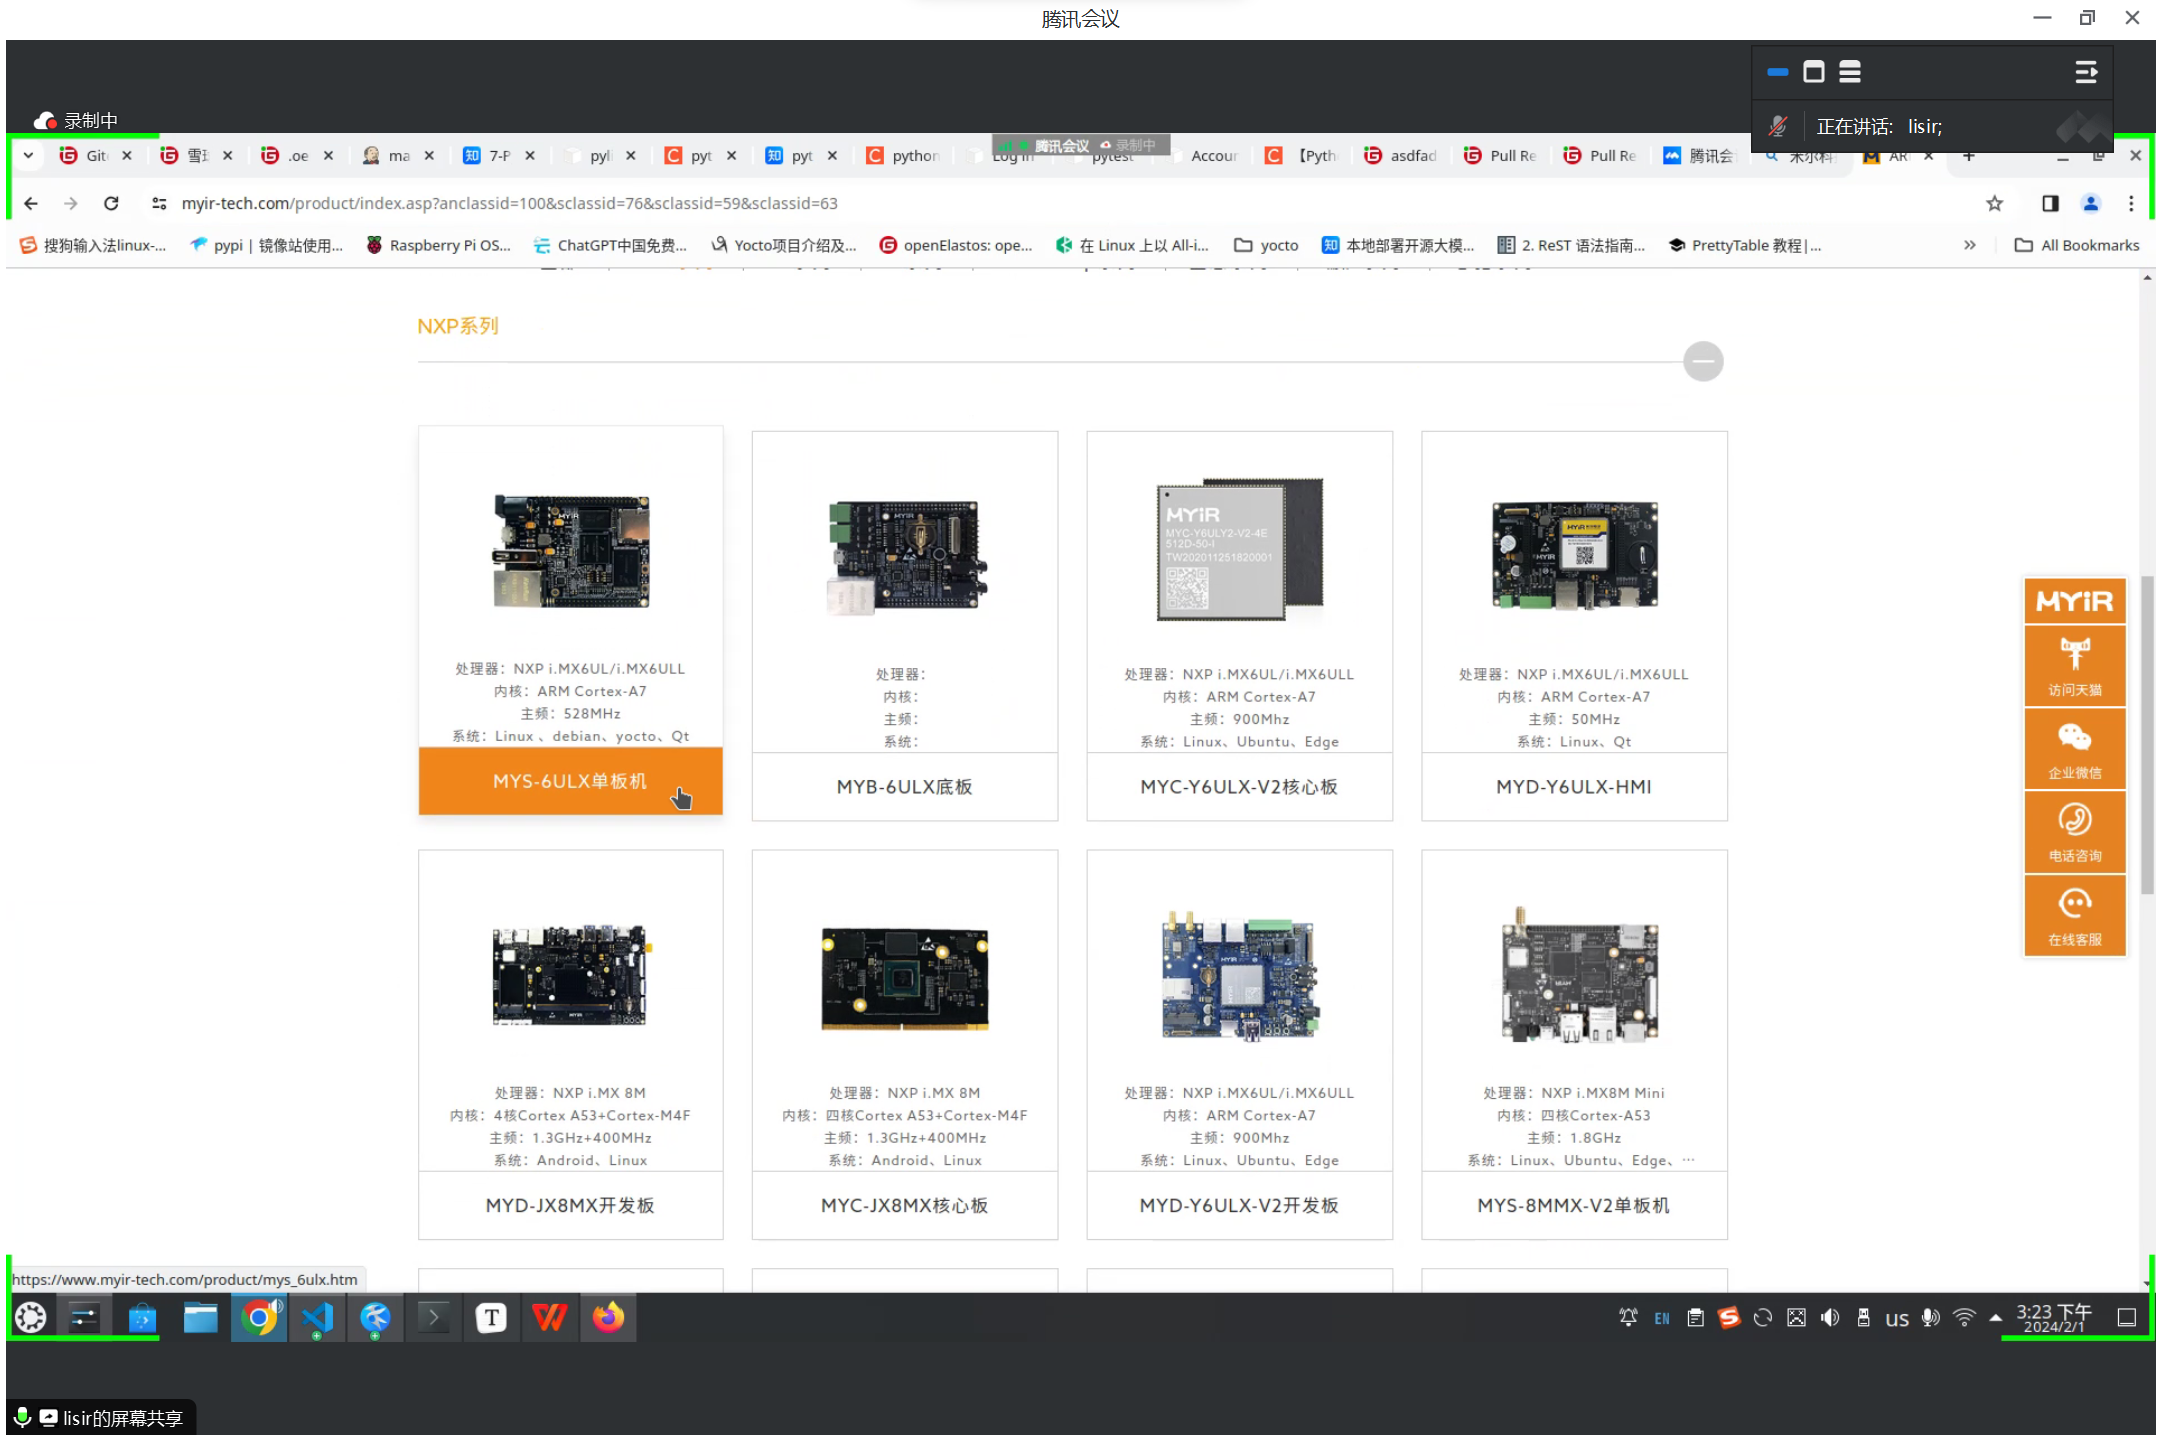 腾讯会议
录制中
正在讲话: lisir;
腾讯会议 录制中
Git
雪球
.oe
ma
7-P
pyli
pyt
pyt
python
Log in
pytest
Accour
【Pyth
asdfad
Pull Re
Pull Re
腾讯会
米尔科
AR
myir-tech.com/product/index.asp?anclassid=100&sclassid=76&sclassid=59&sclassid=63
搜狗输入法linux-...
pypi | 镜像站使用...
Raspberry Pi OS...
ChatGPT中国免费...
Yocto项目介绍及...
openElastos: ope...
在 Linux 上以 All-i...
yocto
本地部署开源大模...
2. ReST 语法指南...
PrettyTable 教程|...
All Bookmarks
NXP系列
处理器：NXP i.MX6UL/i.MX6ULL
内核：ARM Cortex-A7
主频：528MHz
系统：Linux 、debian、yocto、Qt
MYS-6ULX单板机
处理器：
内核：
主频：
系统：
MYB-6ULX底板
MYiR
MYC-Y6ULY2-V2-4E
512D-50-I
TW202011251820001
处理器：NXP i.MX6UL/i.MX6ULL
内核：ARM Cortex-A7
主频：900Mhz
系统：Linux、Ubuntu、Edge
MYC-Y6ULX-V2核心板
处理器：NXP i.MX6UL/i.MX6ULL
内核：ARM Cortex-A7
主频：50MHz
系统：Linux、Qt
MYD-Y6ULX-HMI
处理器：NXP i.MX 8M
内核：4核Cortex A53+Cortex-M4F
主频：1.3GHz+400MHz
系统：Android、Linux
MYD-JX8MX开发板
处理器：NXP i.MX 8M
内核：四核Cortex A53+Cortex-M4F
主频：1.3GHz+400MHz
系统：Android、Linux
MYC-JX8MX核心板
处理器：NXP i.MX6UL/i.MX6ULL
内核：ARM Cortex-A7
主频：900Mhz
系统：Linux、Ubuntu、Edge
MYD-Y6ULX-V2开发板
处理器：NXP i.MX8M Mini
内核：四核Cortex-A53
主频：1.8GHz
系统：Linux、Ubuntu、Edge、…
MYS-8MMX-V2单板机
MYiR
访问天猫
企业微信
电话咨询
在线客服
https://www.myir-tech.com/product/mys_6ulx.htm
EN
us
3:23 下午
2024/2/1
lisir的屏幕共享